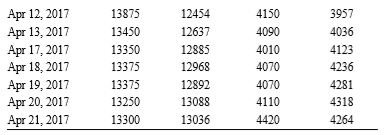 Apr 12, 2017 13875 12454 4150 3957
Apr 13, 2017 13450 12637 4090 4036
Apr 17, 2017 13350 12885 4010 4123
Apr 18, 2017 13375 12968 4070 4236
Apr 19, 2017 13375 12892 4070 4281
Apr 20, 2017 13250 13088 4110 4318
Apr 21, 2017 13300 13036 4420 4264